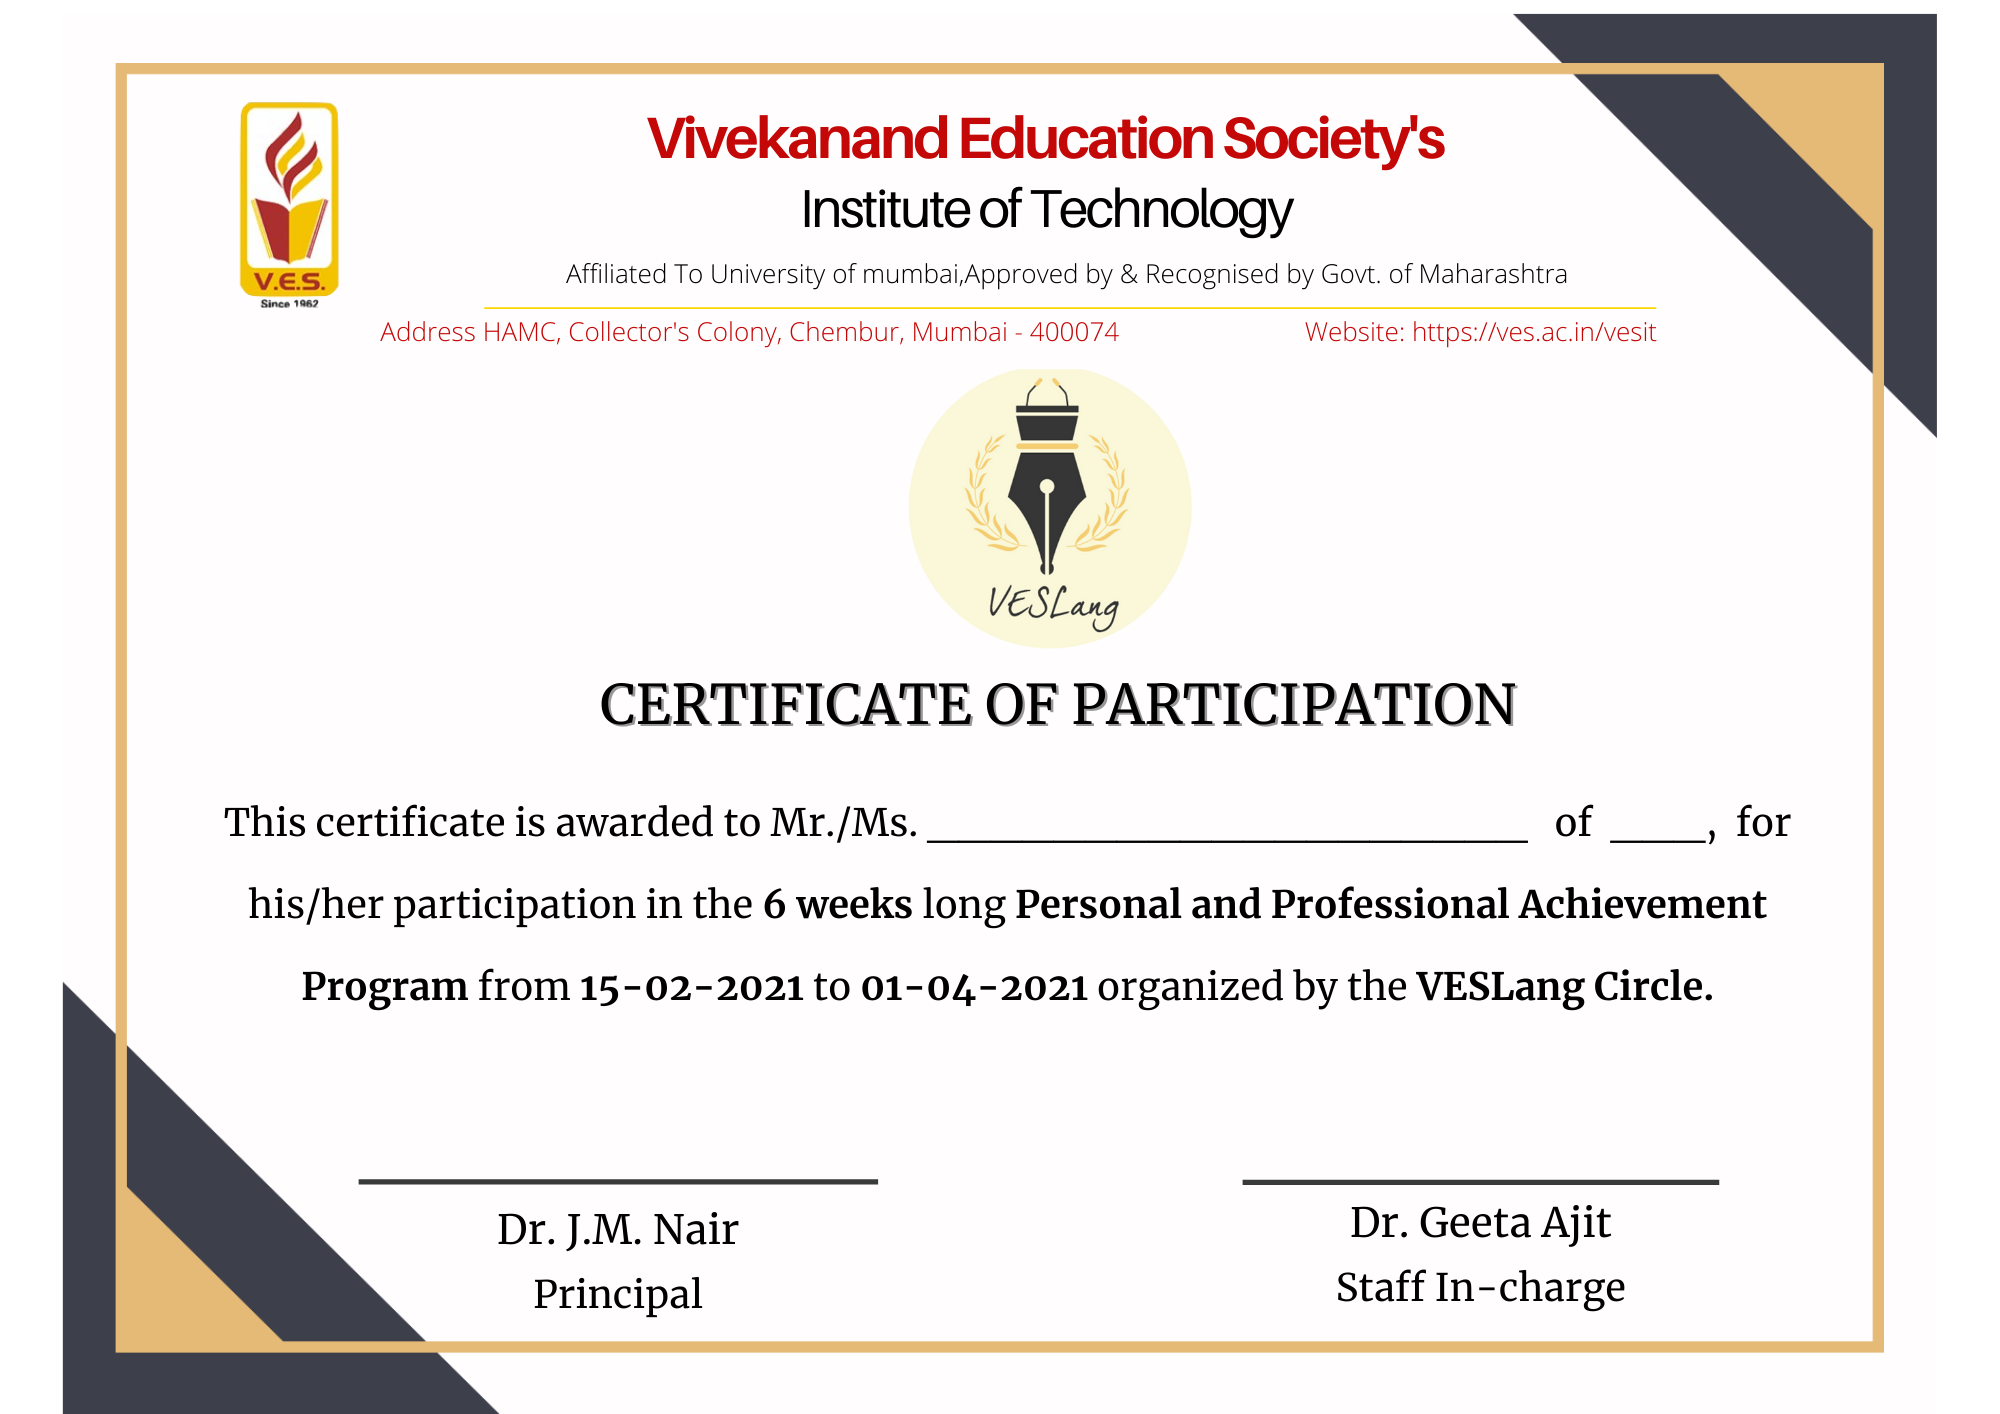 Vivekanand Education Society's
Institute of Technology
Affiliated To University of mumbai,Approved by & Recognised by Govt. of Maharashtra
V.E.S.
Since 1962
Address HAMC, Collector's Colony, Chembur, Mumbai - 400074 Website: https://ves.ac.in/vesit
VESLang
CERTIFICATE OF PARTICIPATION
This certificate is awarded to Mr./Ms. _________________________ of ____, for
his/her participation in the 6 weeks long Personal and Professional Achievement
Program from 15-02-2021 to 01-04-2021 organized by the VESLang Circle.
Dr. J.M. Nair
Principal
Dr. Geeta Ajit
Staff In-charge